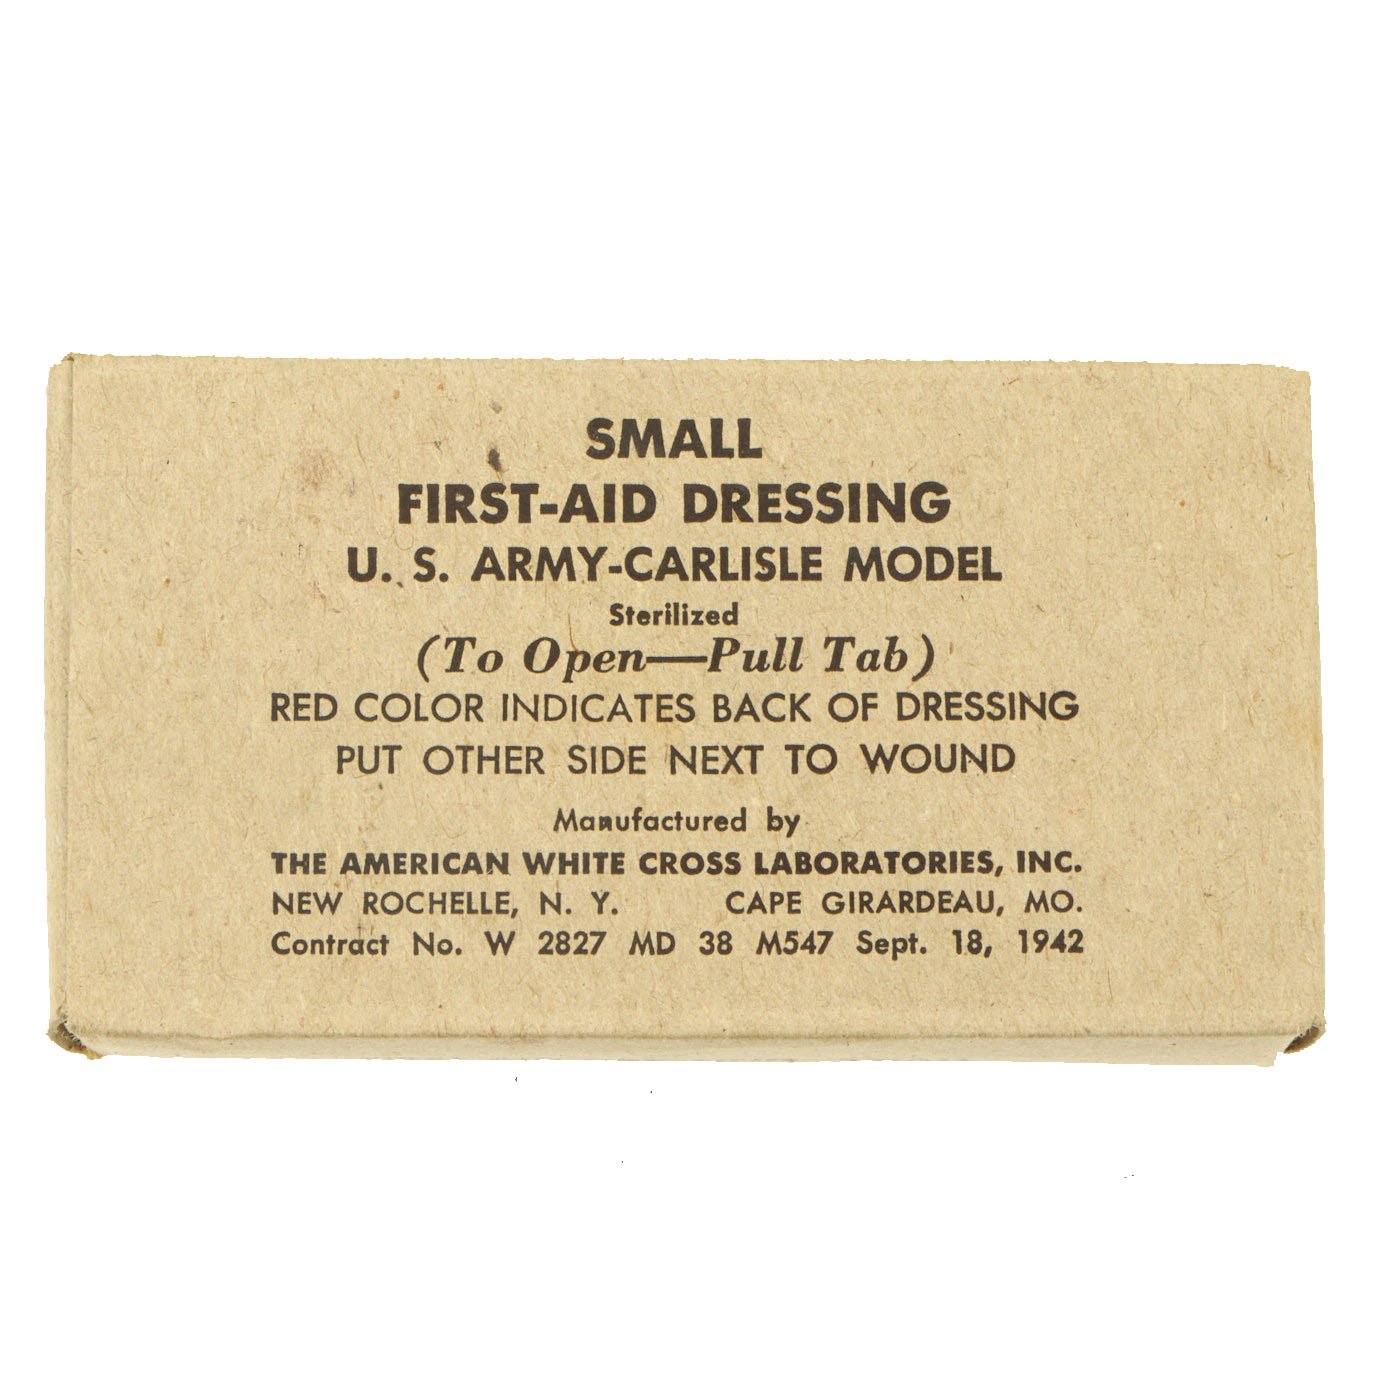 SMALL
FIRST-AID DRESSING
U. S. ARMY-CARLISLE MODEL
Sterilized
(To Open—Pull Tab)
RED COLOR INDICATES BACK OF DRESSING
PUT OTHER SIDE NEXT TO WOUND
Manufactured by
THE AMERICAN WHITE CROSS LABORATORIES, INC.
NEW ROCHELLE, N. Y. CAPE GIRARDEAU, MO.
Contract No. W 2827 MD 38 M547 Sept. 18, 1942